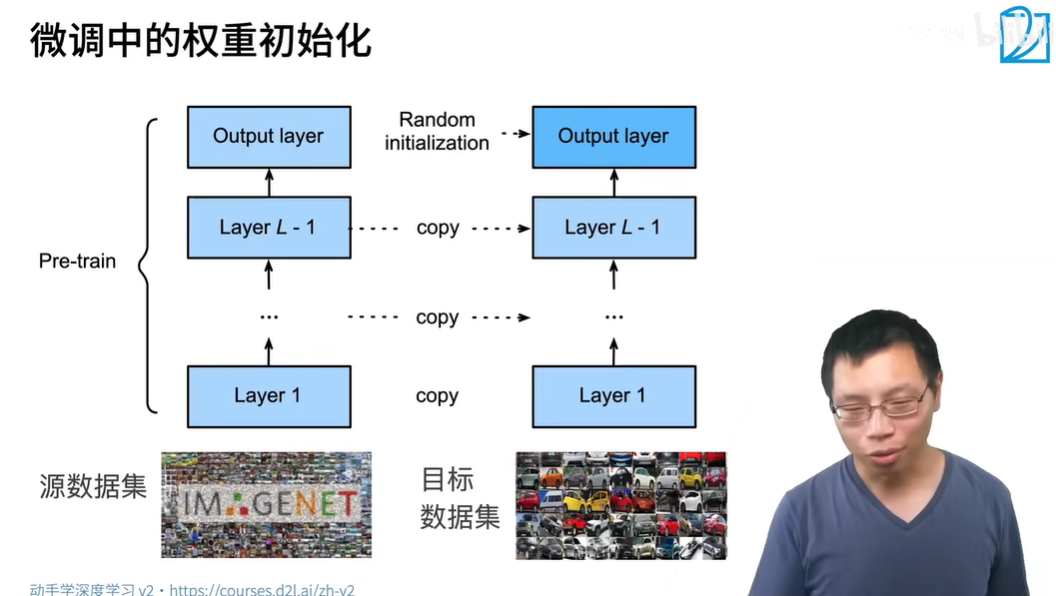 微调中的权重初始化
Output layer
Random
initialization
Output layer
Layer L - 1
copy
Layer L - 1
Pre-train
...
copy
...
Layer 1
copy
Layer 1
源数据集
IMAGENET
目标
数据集
动手学深度学习 v2 · https://courses.d2l.ai/zh-v2